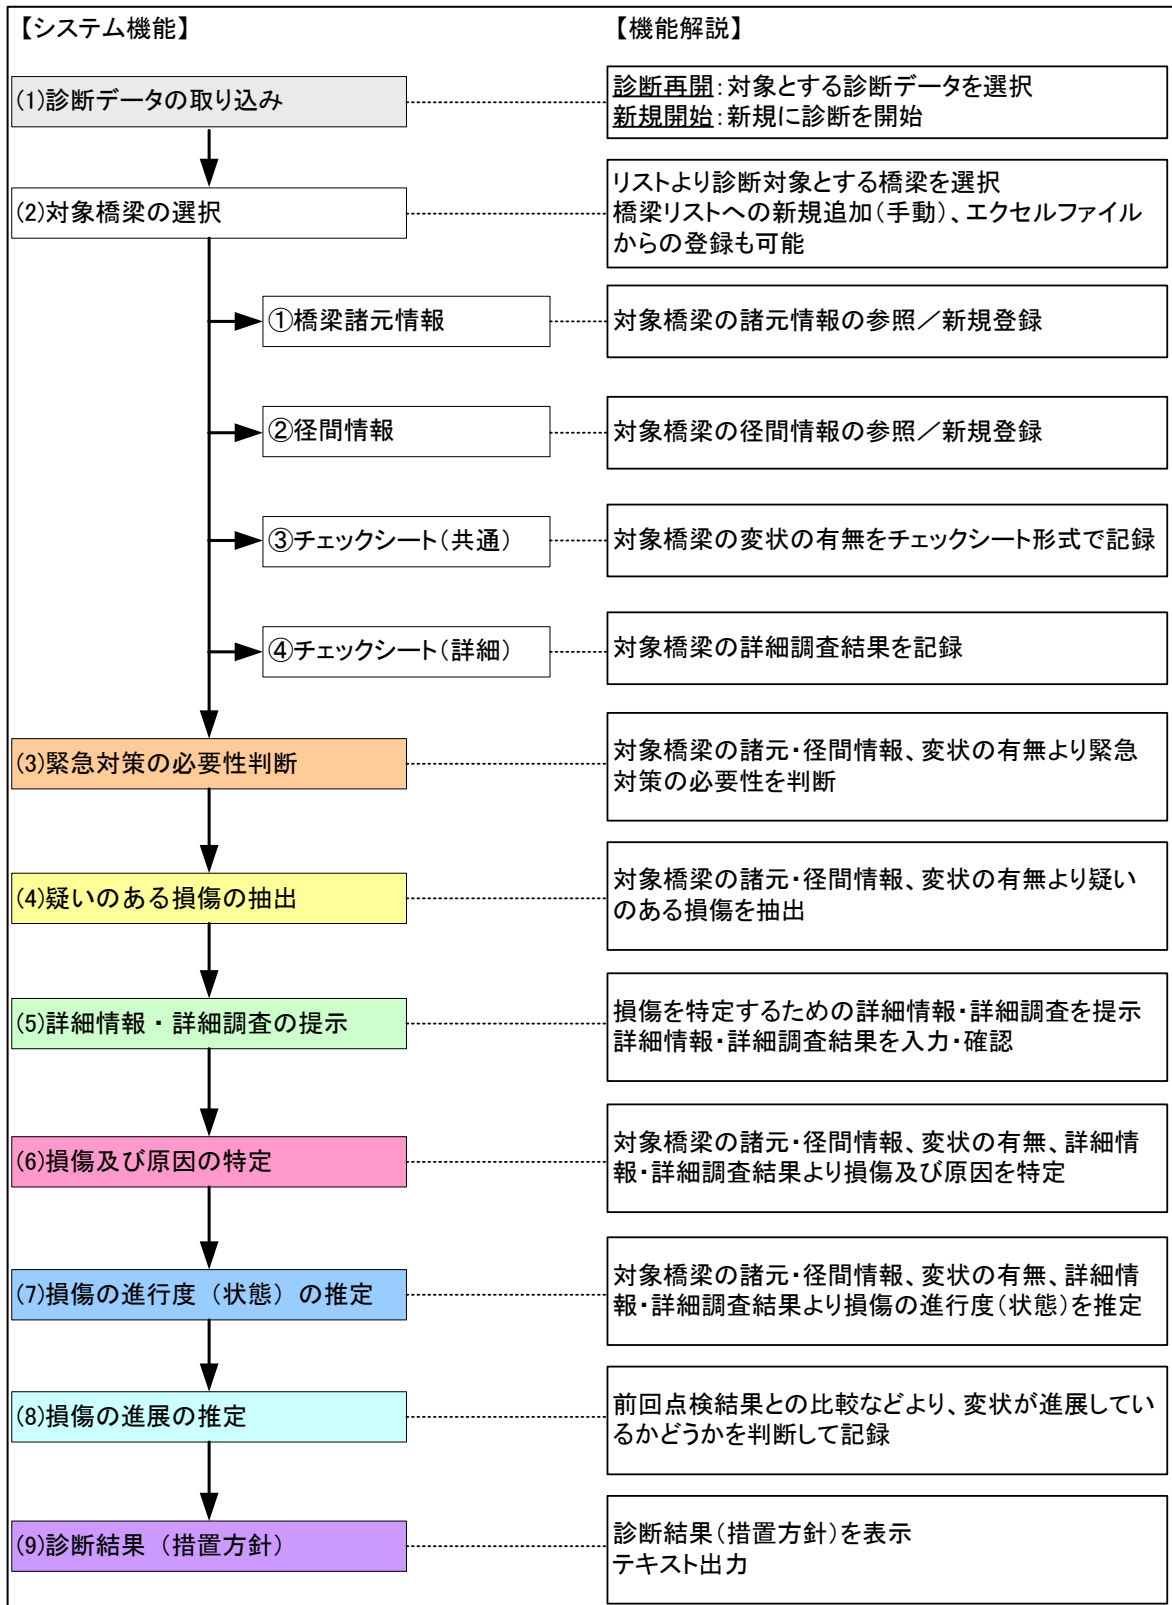 【システム機能】
【機能解説】
(1)診断データの取り込み
診断再開：対象とする診断データを選択
新規開始：新規に診断を開始
(2)対象橋梁の選択
リストより診断対象とする橋梁を選択
橋梁リストへの新規追加（手動）、エクセルファイル
からの登録も可能
①橋梁諸元情報
対象橋梁の諸元情報の参照／新規登録
②径間情報
対象橋梁の径間情報の参照／新規登録
③チェックシート（共通）
対象橋梁の変状の有無をチェックシート形式で記録
④チェックシート（詳細）
対象橋梁の詳細調査結果を記録
(3)緊急対策の必要性判断
対象橋梁の諸元・径間情報、変状の有無より緊急
対策の必要性を判断
(4)疑いのある損傷の抽出
対象橋梁の諸元・径間情報、変状の有無より疑い
のある損傷を抽出
(5)詳細情報・詳細調査の提示
損傷を特定するための詳細情報・詳細調査を提示
詳細情報・詳細調査結果を入力・確認
(6)損傷及び原因の特定
対象橋梁の諸元・径間情報、変状の有無、詳細情
報・詳細調査結果より損傷及び原因を特定
(7)損傷の進行度（状態）の推定
対象橋梁の諸元・径間情報、変状の有無、詳細情
報・詳細調査結果より損傷の進行度（状態）を推定
(8)損傷の進展の推定
前回点検結果との比較などより、変状が進展してい
るかどうかを判断して記録
(9)診断結果（措置方針）
診断結果（措置方針）を表示
テキスト出力